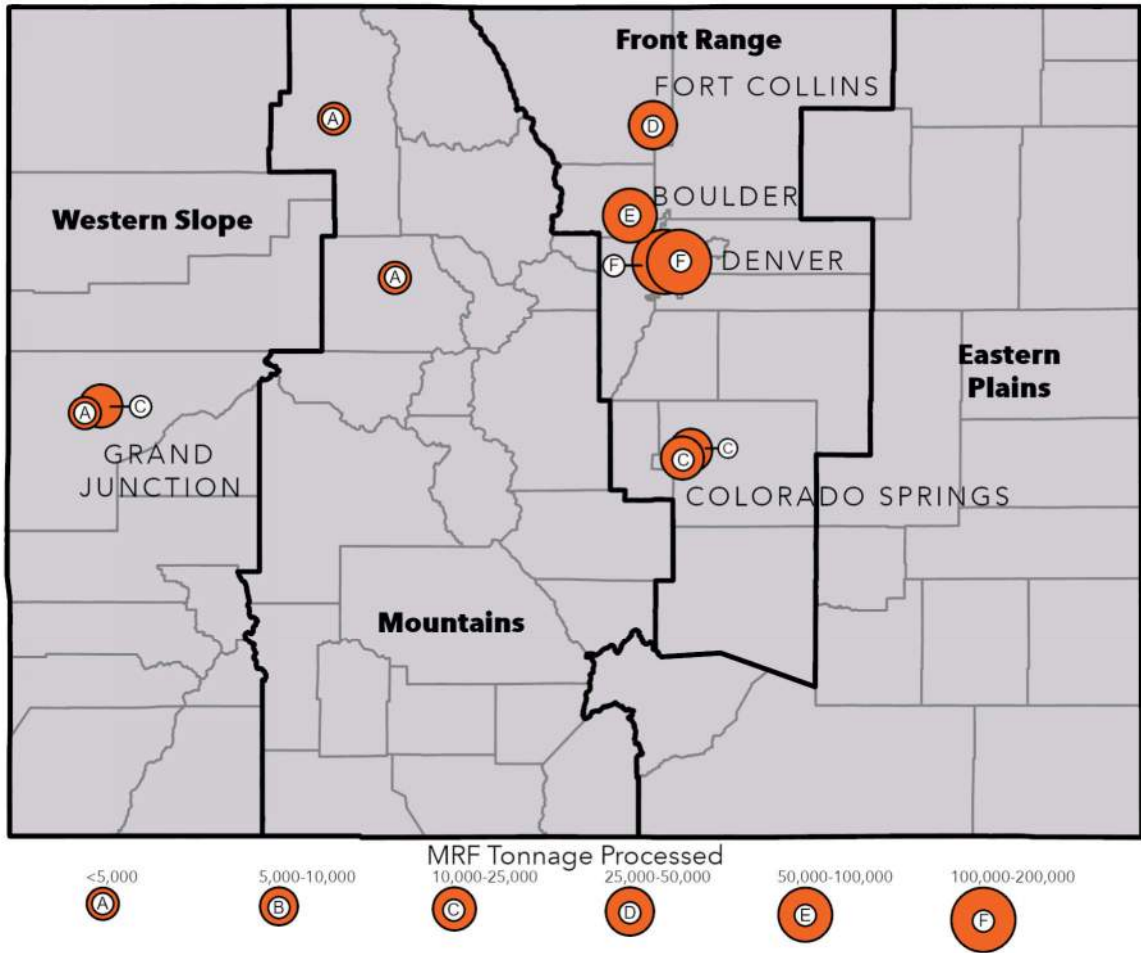 Front Range
FORT COLLINS
A
D
BOULDER
Western Slope
E
F
F
DENVER
A
Eastern
Plains
A
C
GRAND
JUNCTION
C
C
COLORADO SPRINGS
Mountains
MRF Tonnage Processed
<5,000
5,000-10,000
10,000-25,000
25,000-50,000
50,000-100,000
100,000-200,000
A
B
C
D
E
F